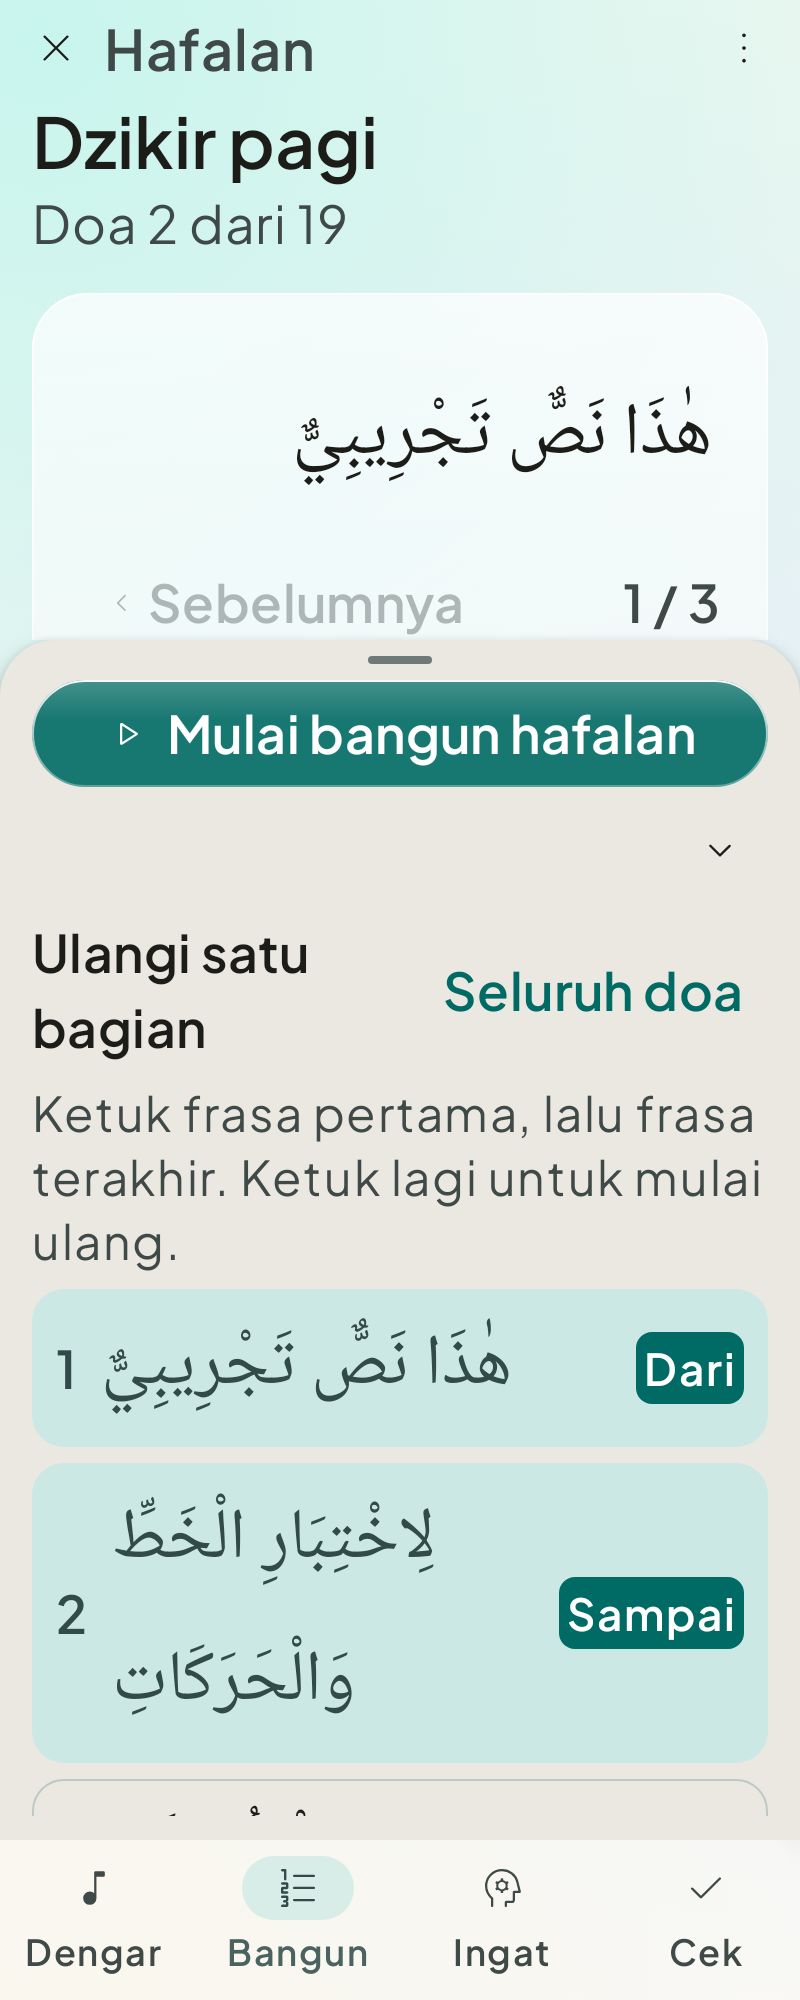 Hafalan
Dzikir pagi
Doa 2 dari 19
هٰذَا نَصٌّ تَجْرِيبِيٌّ
Sebelumnya
1 / 3
Mulai bangun hafalan
Ulangi satu
bagian
Seluruh doa
Ketuk frasa pertama, lalu frasa
terakhir. Ketuk lagi untuk mulai
ulang.
1 هٰذَا نَصٌّ تَجْرِيبِيٌّ
Dari
2
لِاخْتِبَارِ الْخَطِّ
وَالْحَرَكَاتِ
Sampai
Dengar
Bangun
Ingat
Cek